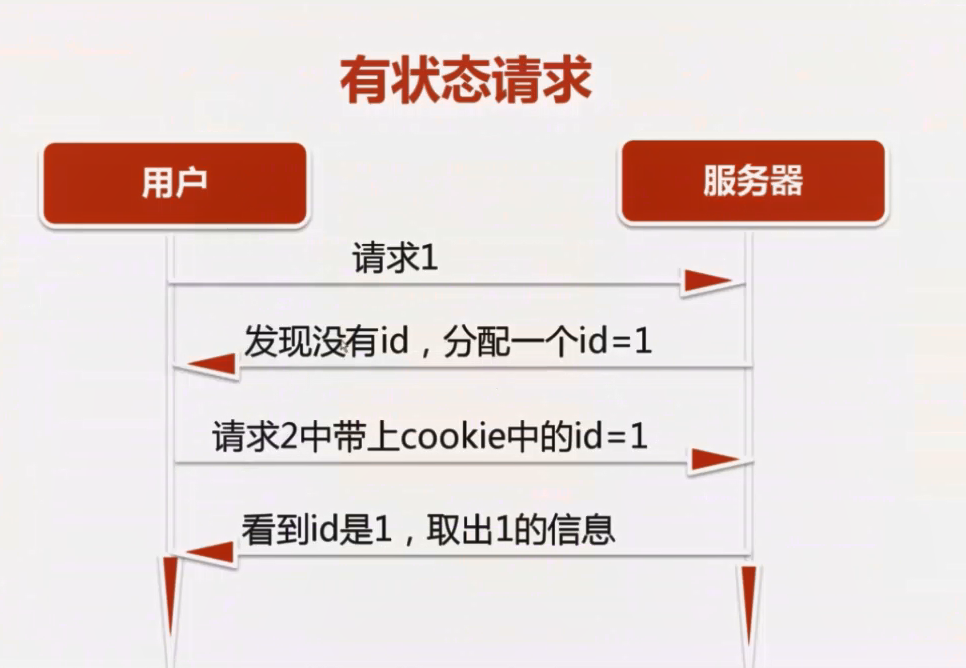 有状态请求
用户
服务器
请求1
发现没有id，分配一个id=1
请求2中带上cookie中的id=1
看到id是1，取出1的信息